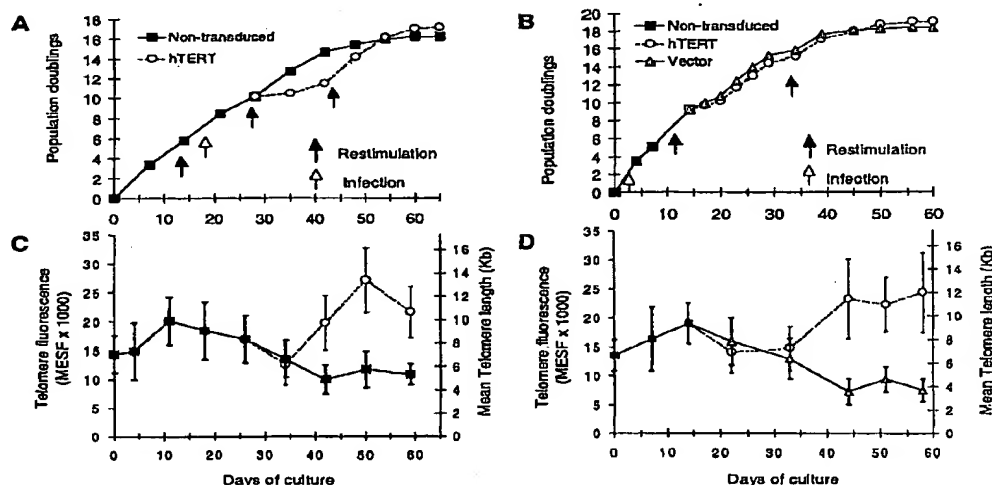 A
Population doublings
18
16
14
12
10
8
6
4
2
0
Non-transduced
hTERT
Restimulation
Infection
0 10 20 30 40 50 60
B
Population doublings
20
18
16
14
12
10
8
6
4
2
0
Non-transduced
hTERT
Vector
Restimulation
Infection
0 10 20 30 40 50 60
C
Telomere fluorescence
(MESF x 1000)
35
30
25
20
15
10
5
0
16
14
12
10
8
6
4
2
0
Mean Telomere length (Kb)
0 10 20 30 40 50 60
Days of culture
D
Telomere fluorescence
(MESF x 1000)
35
30
25
20
15
10
5
0
16
14
12
10
8
6
4
2
0
Mean Telomere length (Kb)
0 10 20 30 40 50 60
Days of culture